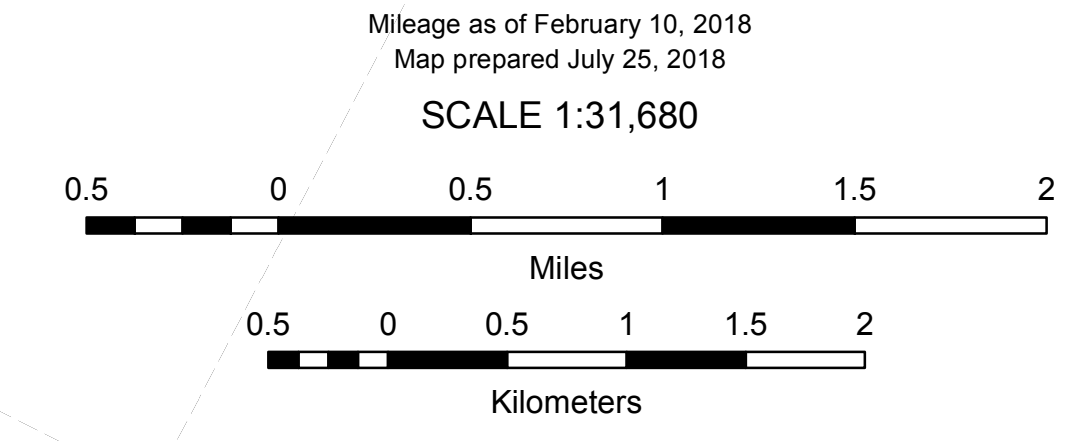 Mileage as of February 10, 2018
Map prepared July 25, 2018
SCALE 1:31,680
0.5 0 0.5 1 1.5 2
Miles
0.5 0 0.5 1 1.5 2
Kilometers